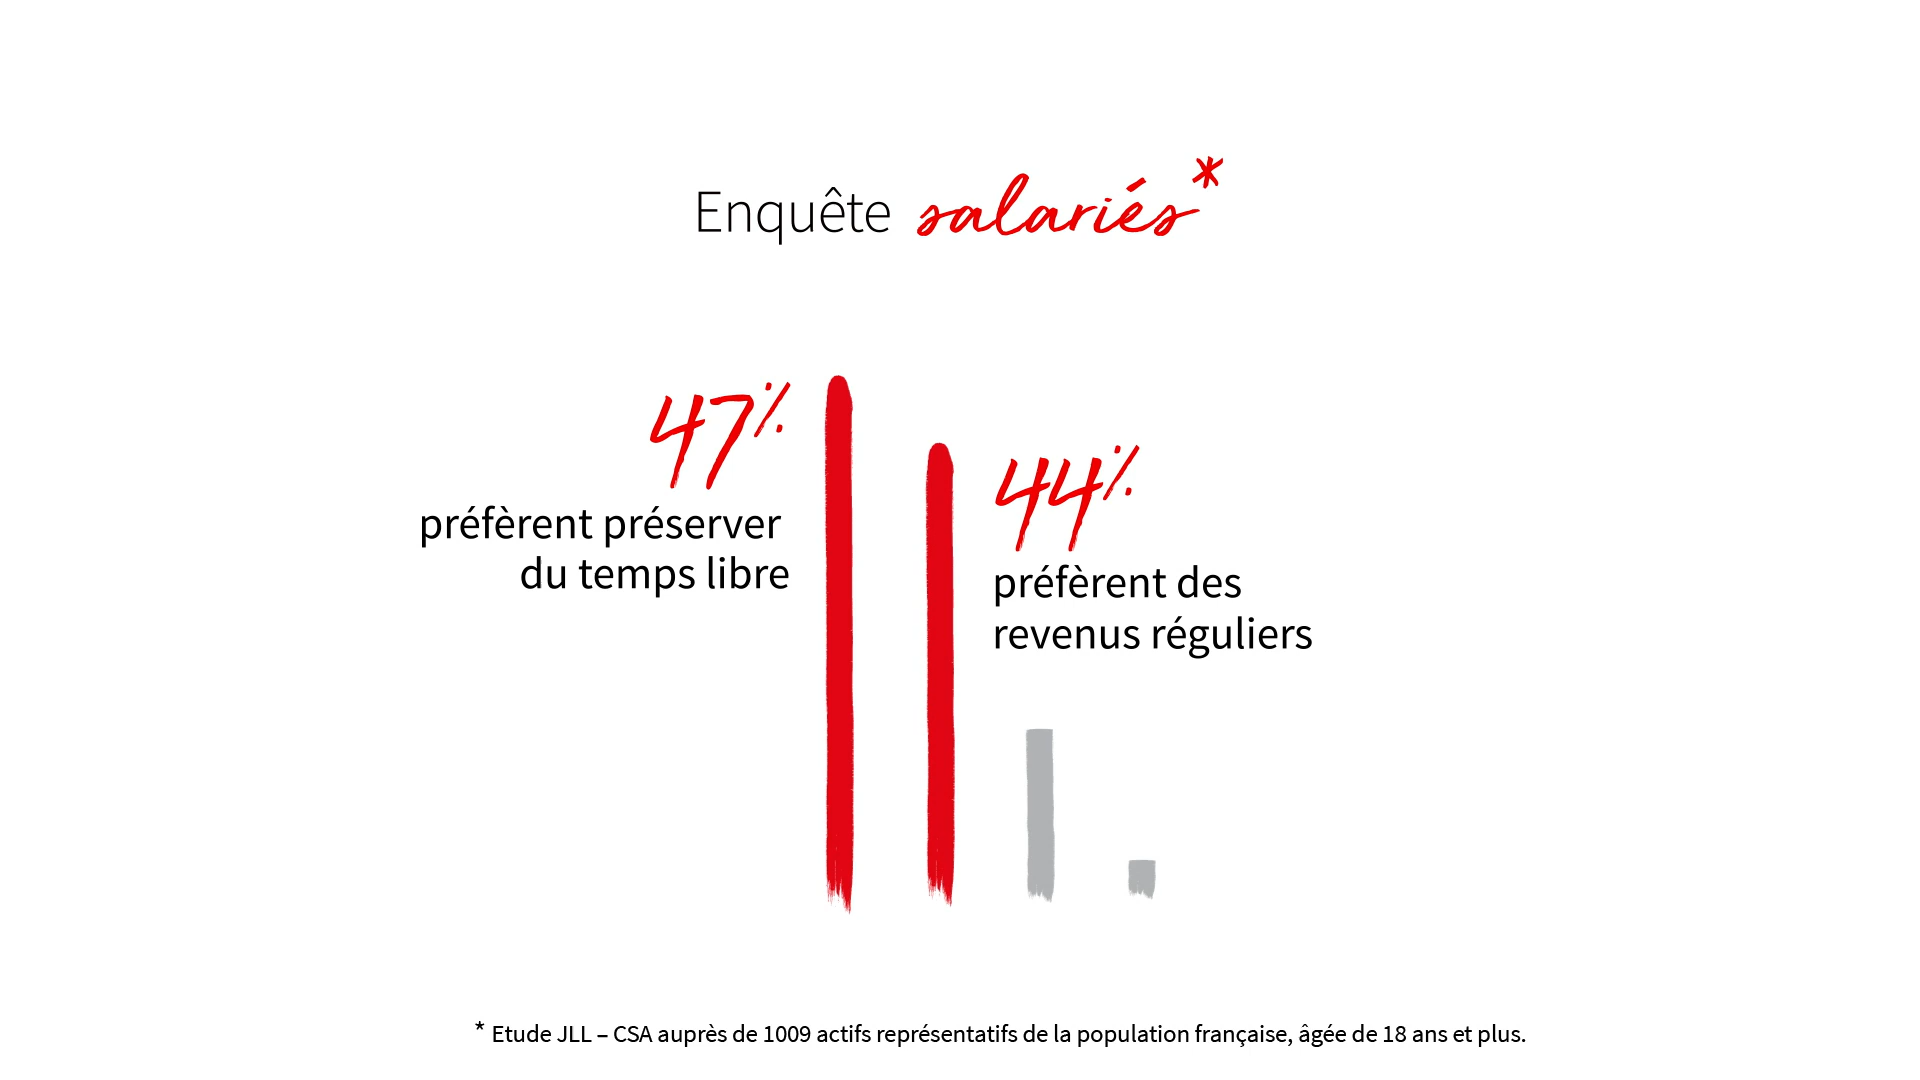 Enquête salariés*
47%
préfèrent préserver
du temps libre
44%
préfèrent des
revenus réguliers
* Etude JLL – CSA auprès de 1009 actifs représentatifs de la population française, âgée de 18 ans et plus.